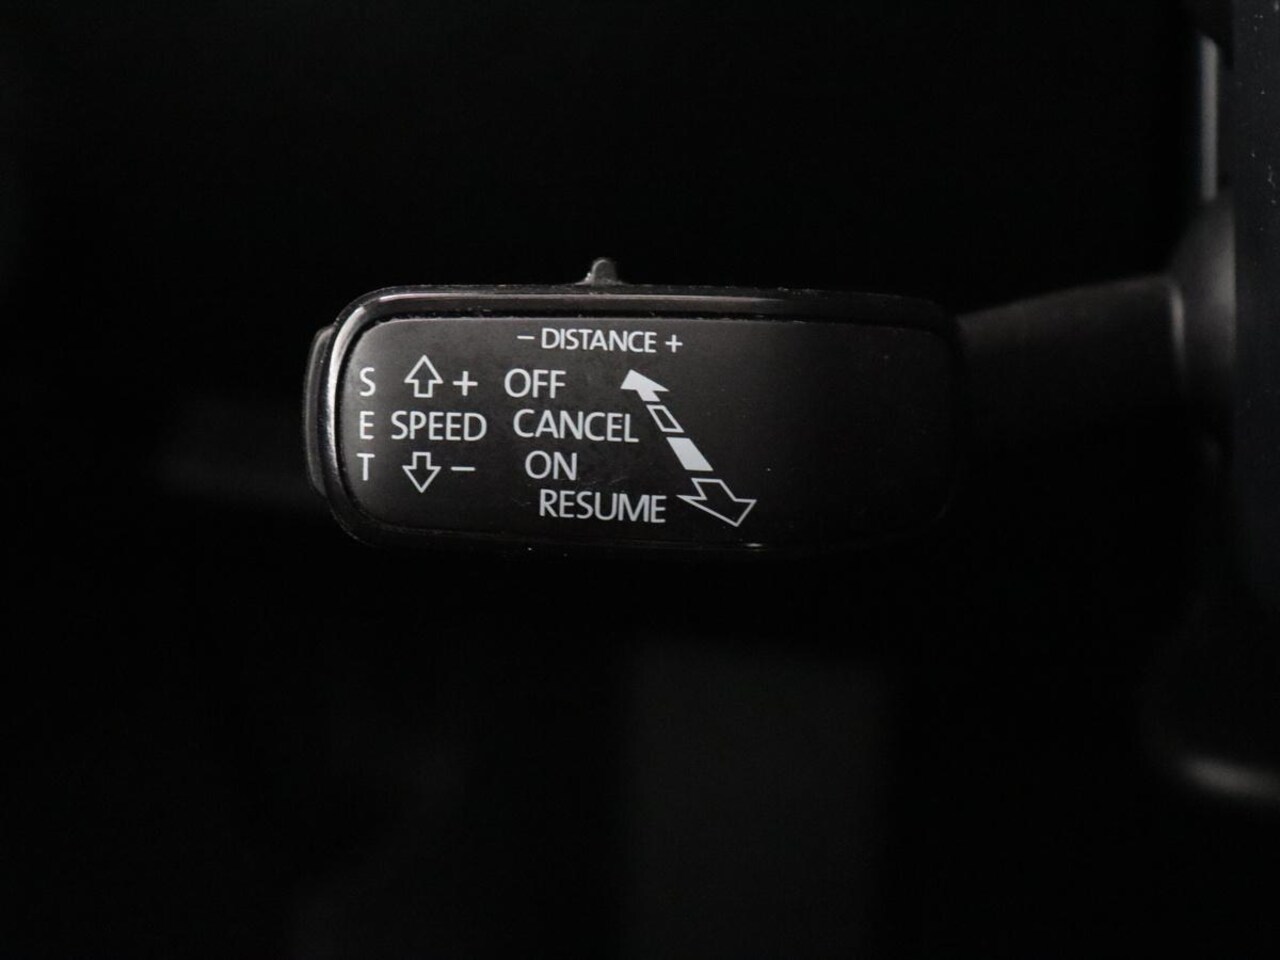 – DISTANCE +
S ⇧ + OFF
E SPEED CANCEL
T ⇩ – ON
RESUME